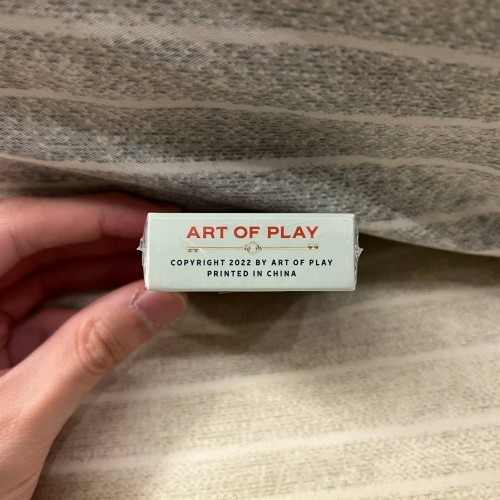 ART OF PLAY
COPYRIGHT 2022 BY ART OF PLAY
PRINTED IN CHINA